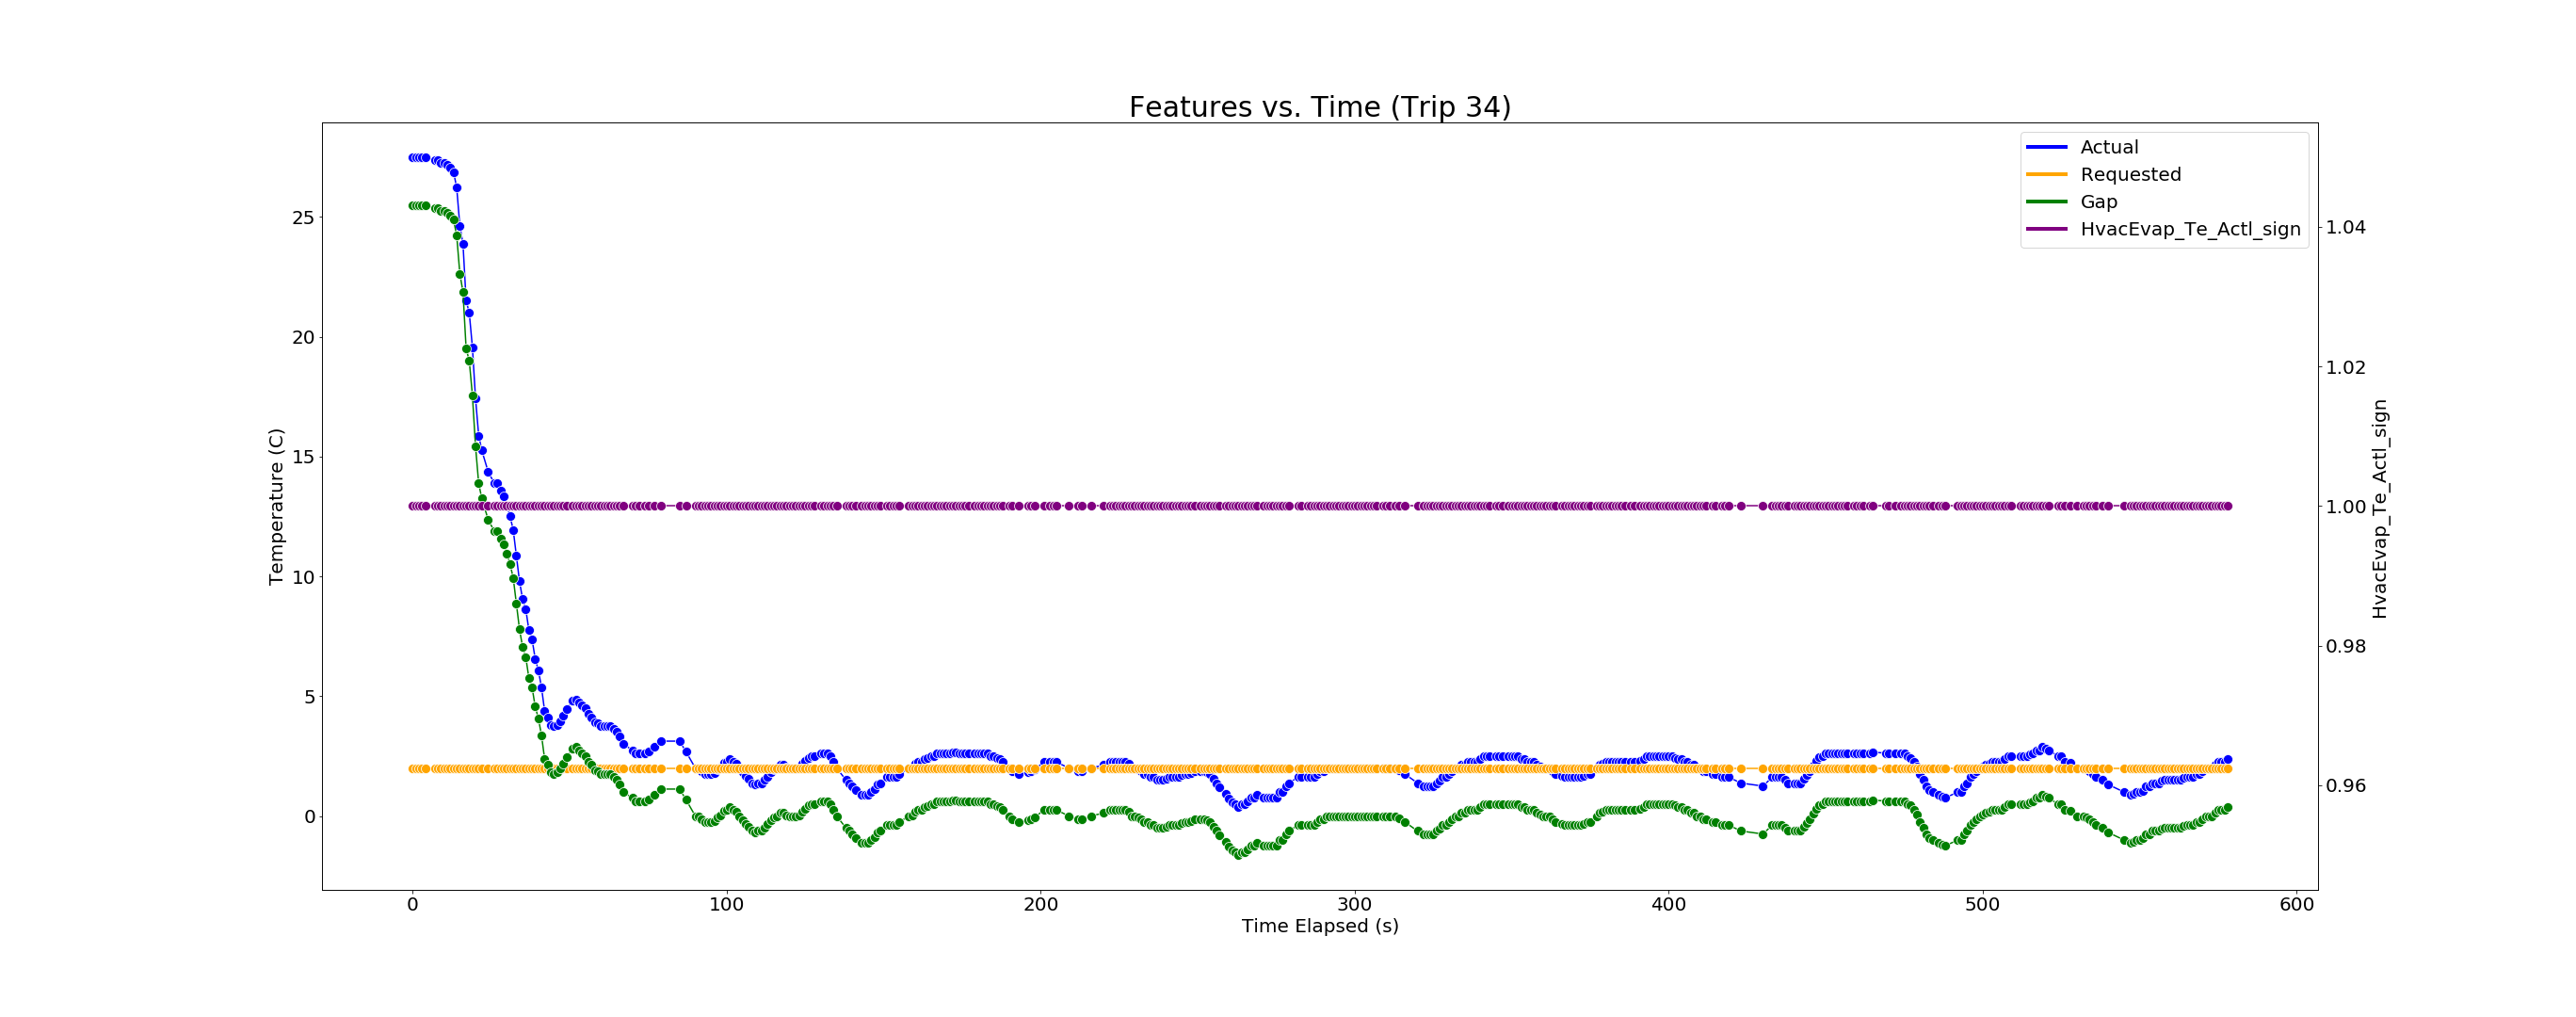 Features vs. Time (Trip 34)
Actual
Requested
Gap
HvacEvap_Te_Actl_sign
25
20
15
10
5
0
Temperature (C)
1.04
1.02
1.00
0.98
0.96
HvacEvap_Te_Actl_sign
0 100 200 300 400 500 600
Time Elapsed (s)